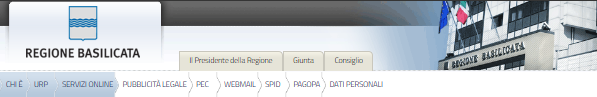 REGIONE BASILICATA
REGIONE BASILICATA
Il Presidente della Regione Giunta Consiglio
CHI È URP SERVIZI ONLINE PUBBLICITÀ LEGALE PEC WEBMAIL SPID PAGOPA DATI PERSONALI